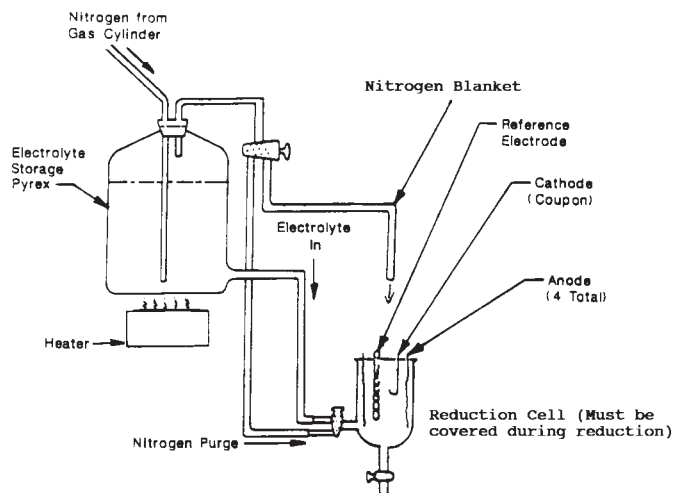 Nitrogen from
Gas Cylinder
Nitrogen Blanket
Reference
Electrode
Electrolyte
Storage
Pyrex
Cathode
(Coupon)
Electrolyte
In
Anode
(4 Total)
Heater
Reduction Cell (Must be
covered during reduction)
Nitrogen Purge